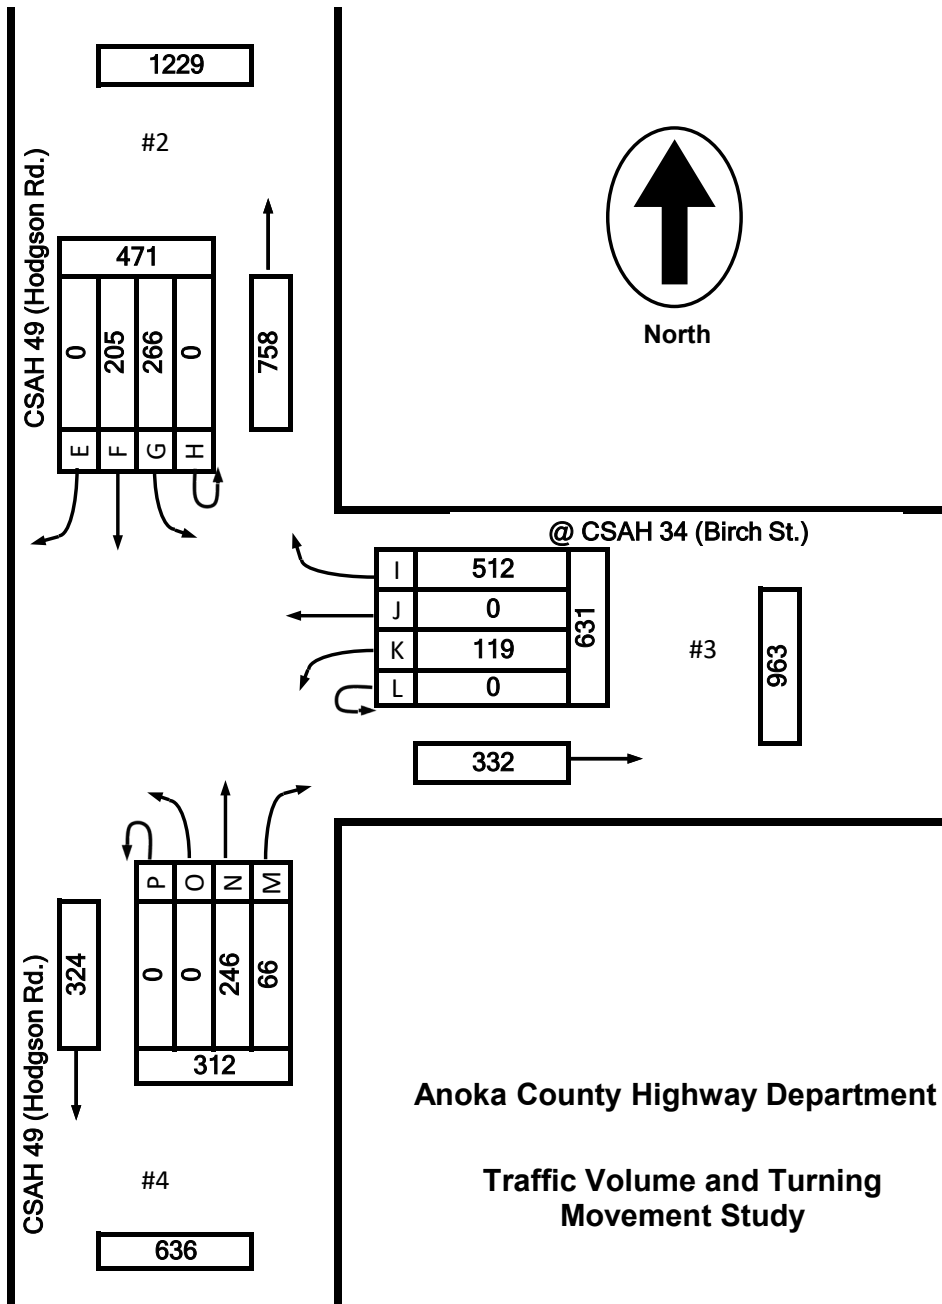 1229
#2
CSAH 49 (Hodgson Rd.)
471
0
205
266
0
E
F
G
H
758
North
@ CSAH 34 (Birch St.)
I 512
J 0
K 119
L 0
631
#3
963
332
P
O
N
M
0
0
246
66
312
324
CSAH 49 (Hodgson Rd.)
#4
636
Anoka County Highway Department
Traffic Volume and Turning
Movement Study